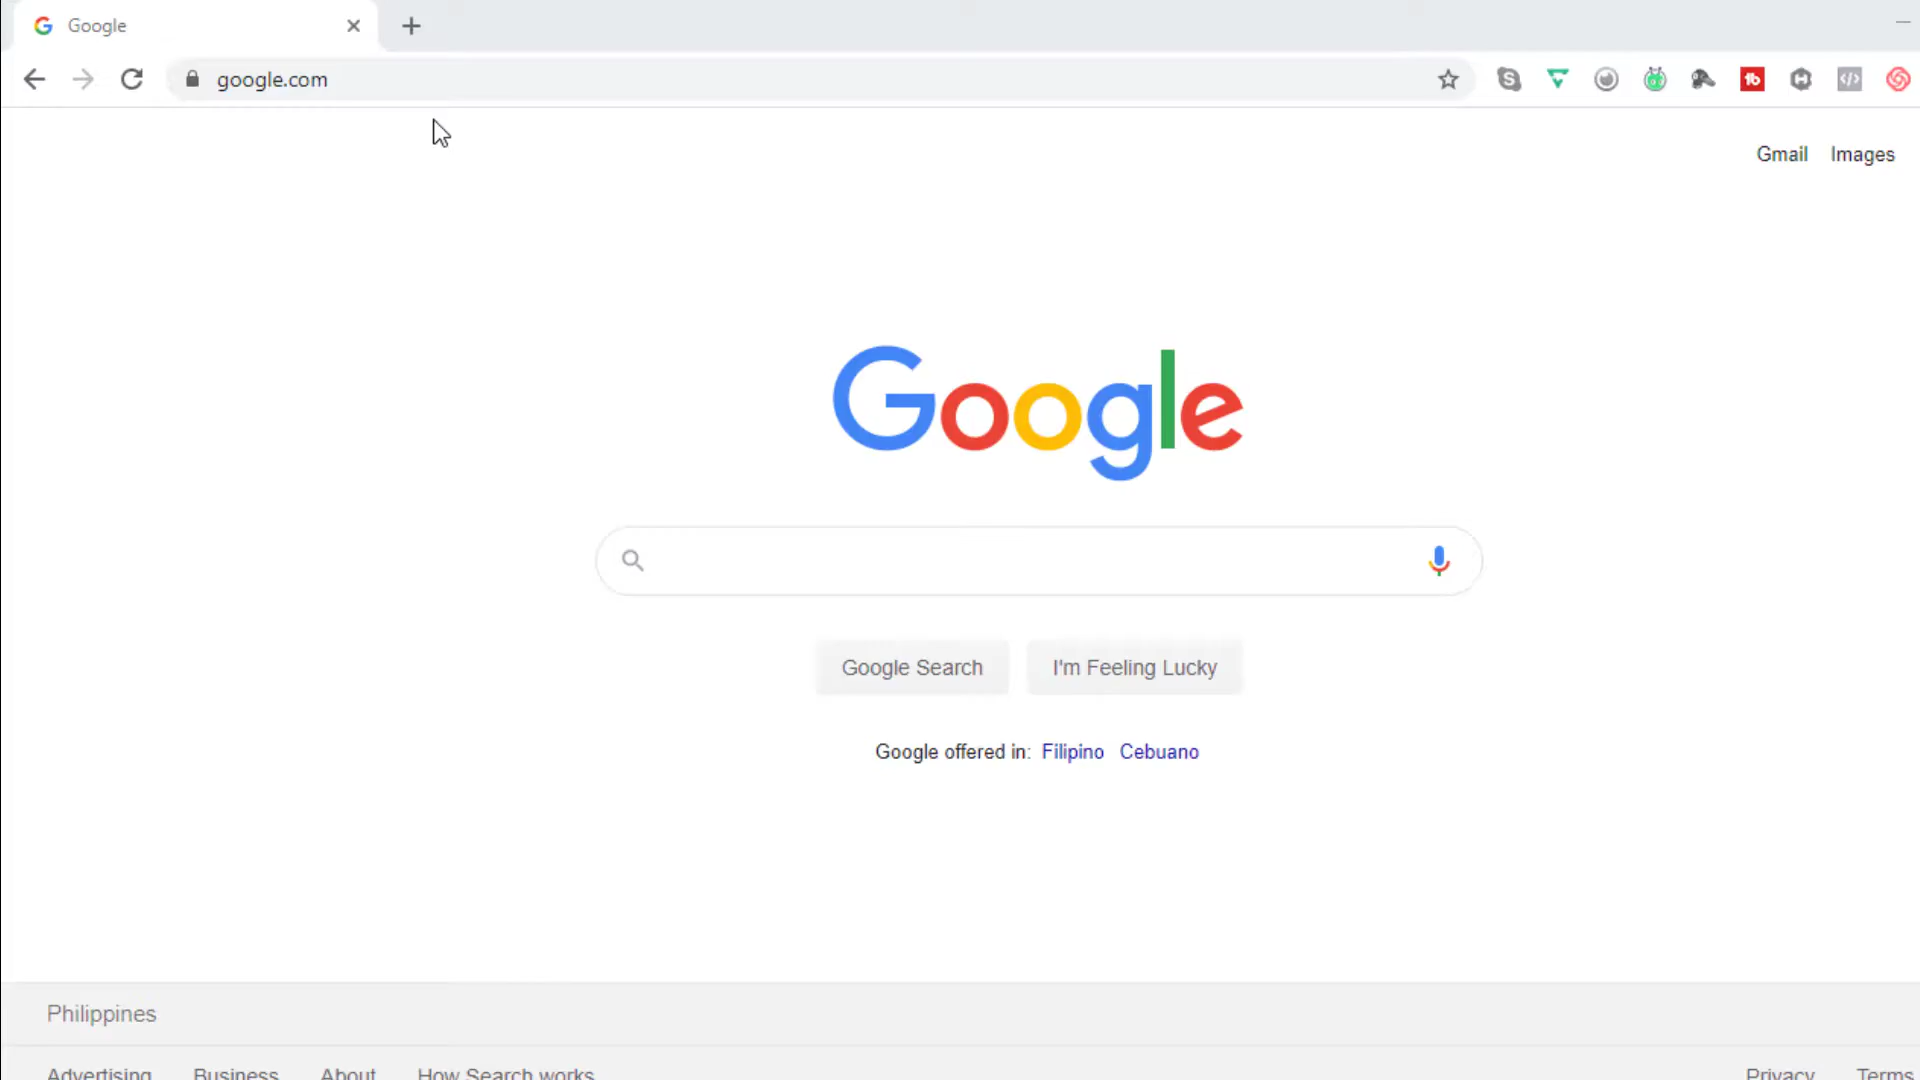 Google
google.com
Gmail Images
Google
Google Search I'm Feeling Lucky
Google offered in: Filipino Cebuano
Philippines
Advertising Business About How Search works Privacy Terms